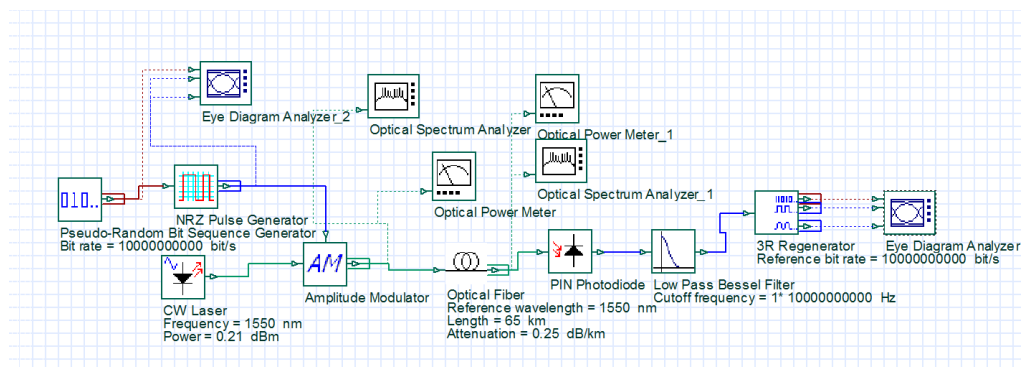 Eye Diagram Analyzer_2
Optical Spectrum Analyzer
Optical Power Meter_1
Optical Power Meter
Optical Spectrum Analyzer_1
010..
NRZ Pulse Generator
Pseudo-Random Bit Sequence Generator
Bit rate = 10000000000 bit/s
AM
Amplitude Modulator
CW Laser
Frequency = 1550 nm
Power = 0.21 dBm
Optical Fiber
Reference wavelength = 1550 nm
Length = 65 km
Attenuation = 0.25 dB/km
PIN Photodiode
Low Pass Bessel Filter
Cutoff frequency = 1* 10000000000 Hz
3R Regenerator
Reference bit rate = 10000000000 bit/s
Eye Diagram Analyzer